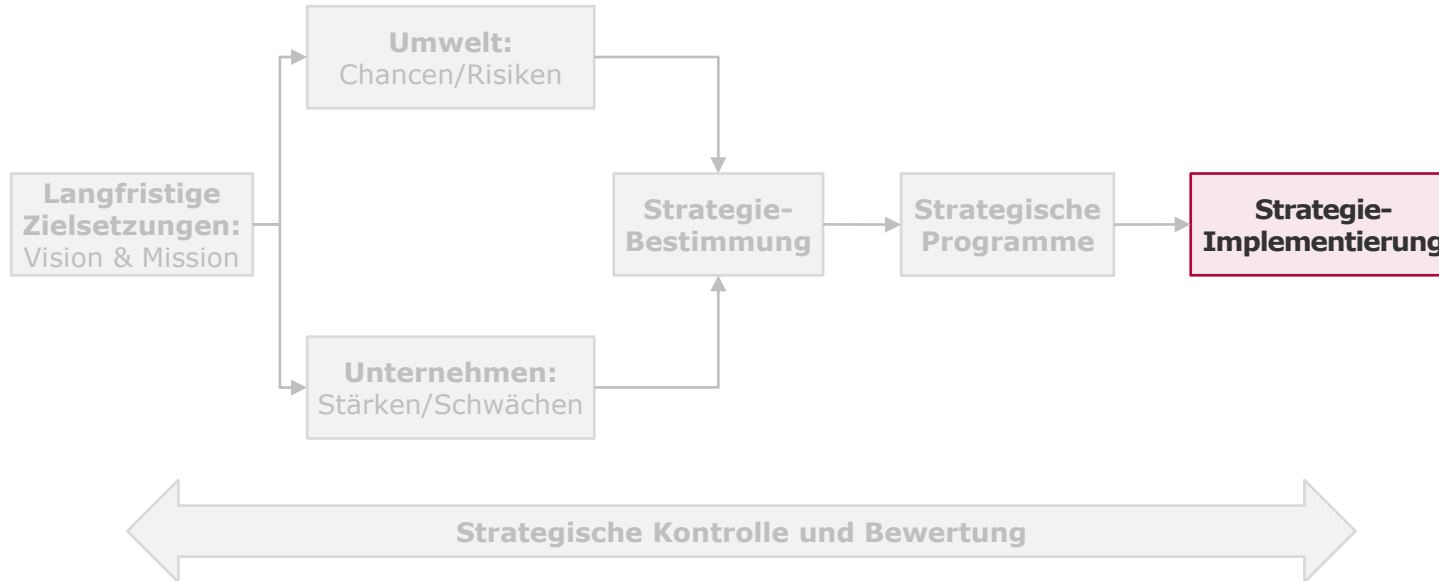 Umwelt:
Chancen/Risiken
Langfristige
Zielsetzungen:
Vision & Mission
Strategie-
Bestimmung
Strategische
Programme
Strategie-
Implementierung
Unternehmen:
Stärken/Schwächen
Strategische Kontrolle und Bewertung